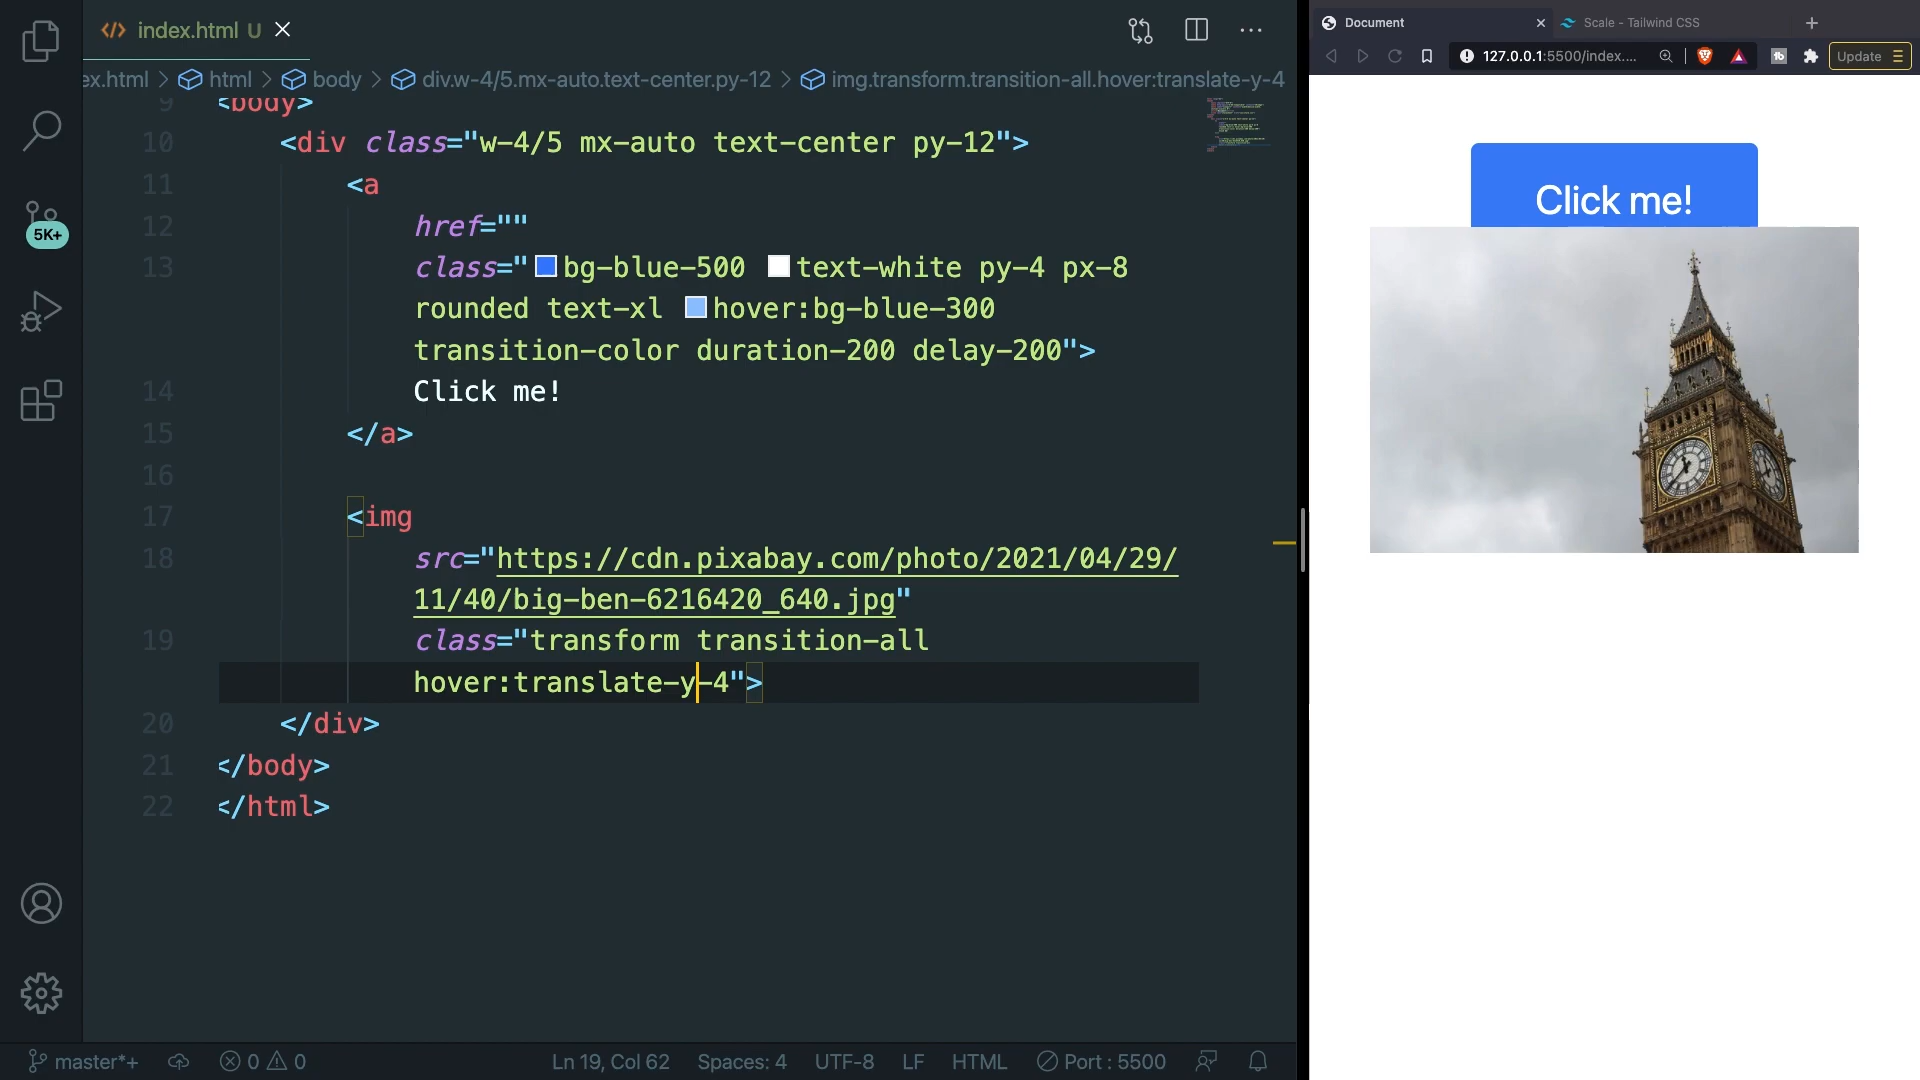 index.html U
Document
Scale - Tailwind CSS
127.0.0.1:5500/index....
Update
ex.html > html > body > div.w-4/5.mx-auto.text-center.py-12 > img.transform.transition-all.hover:translate-y-4
9 <body>
10 <div class="w-4/5 mx-auto text-center py-12">
11 <a
12 href=""
13 class="bg-blue-500 text-white py-4 px-8
rounded text-xl hover:bg-blue-300
transition-color duration-200 delay-200">
14 Click me!
15 </a>
16
17 <img
18 src="https://cdn.pixabay.com/photo/2021/04/29/
11/40/big-ben-6216420_640.jpg"
19 class="transform transition-all
hover:translate-y-4">
20 </div>
21 </body>
22 </html>
5K+
Click me!
master*+
0 0
Ln 19, Col 62
Spaces: 4
UTF-8
LF
HTML
Port : 5500